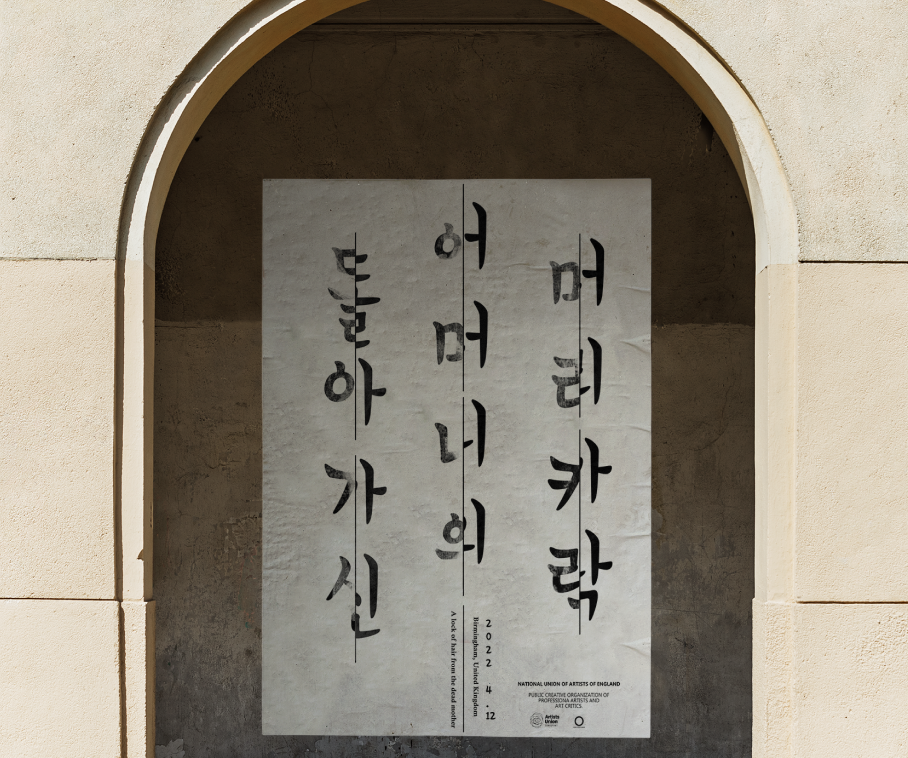 돌아가신
어머니의
머리카락
A lock of hair from the dead mother
Birmingham, United Kingdom
2022 4 .12
NATIONAL UNION OF ARTISTS OF ENGLAND
PUBLIC CREATIVE ORGANIZATION OF
PROFESSIONA ARTISTS AND
ART CRITICS
Artists
Union